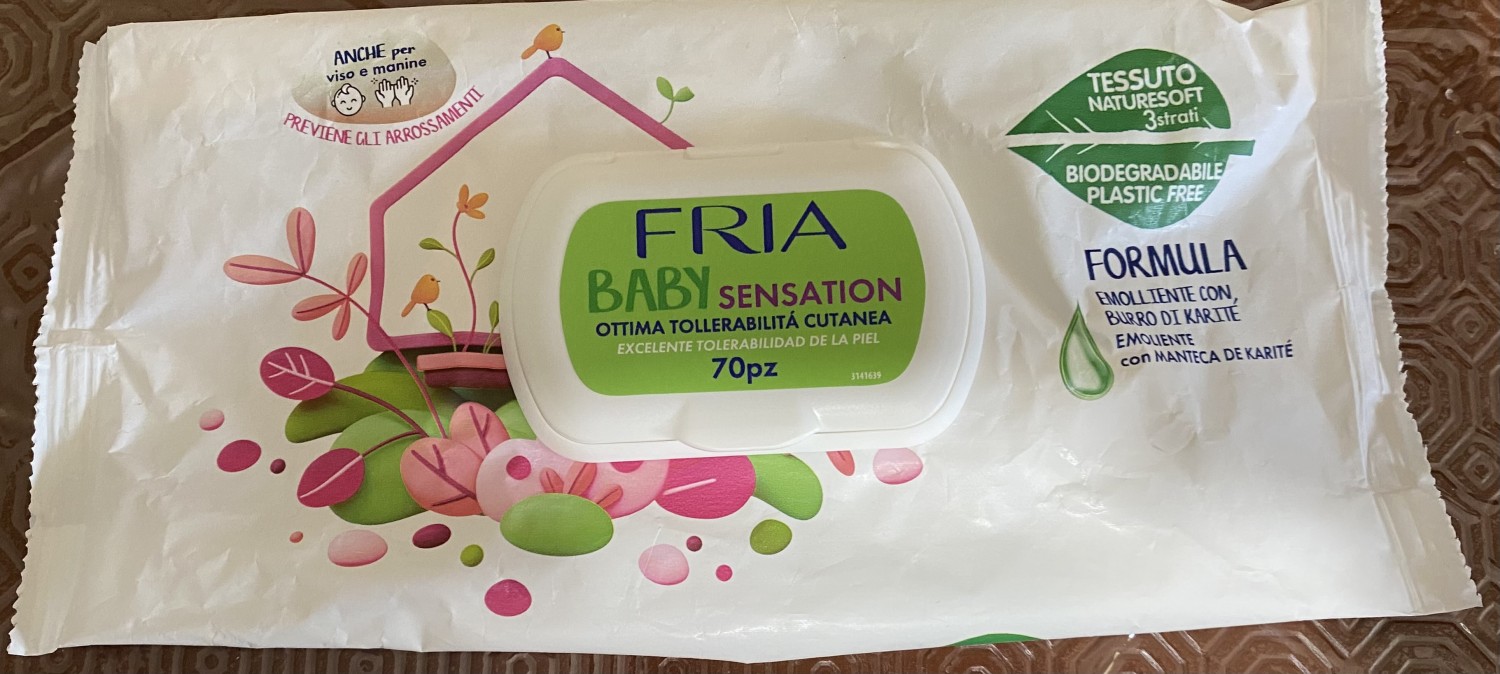 ANCHE per
viso e manine
PREVIENE GLI ARROSSAMENTI
FRIA
BABY SENSATION
OTTIMA TOLLERABILITÁ CUTANEA
EXCELENTE TOLERABILIDAD DE LA PIEL
70pz
3141639
TESSUTO
NATURESOFT
3strati
BIODEGRADABILE
PLASTIC FREE
FORMULA
EMOLLIENTE CON
BURRO DI KARITÉ
EMOLIENTE
con MANTECA DE KARITÉ